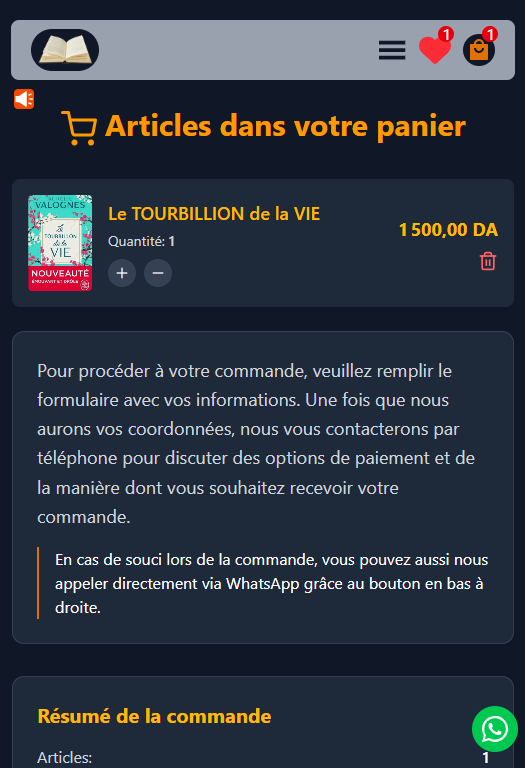 1
1
Articles dans votre panier
VALOGNES
Le
TOURBILLON
de la
VIE
NOUVEAUTÉ
ÉMOUVANT ET DRÔLE
Le TOURBILLION de la VIE
1 500,00 DA
Quantité: 1
Pour procéder à votre commande, veuillez remplir le
formulaire avec vos informations. Une fois que nous
aurons vos coordonnées, nous vous contacterons par
téléphone pour discuter des options de paiement et de
la manière dont vous souhaitez recevoir votre
commande.
En cas de souci lors de la commande, vous pouvez aussi nous
appeler directement via WhatsApp grâce au bouton en bas à
droite.
Résumé de la commande
Articles:
1